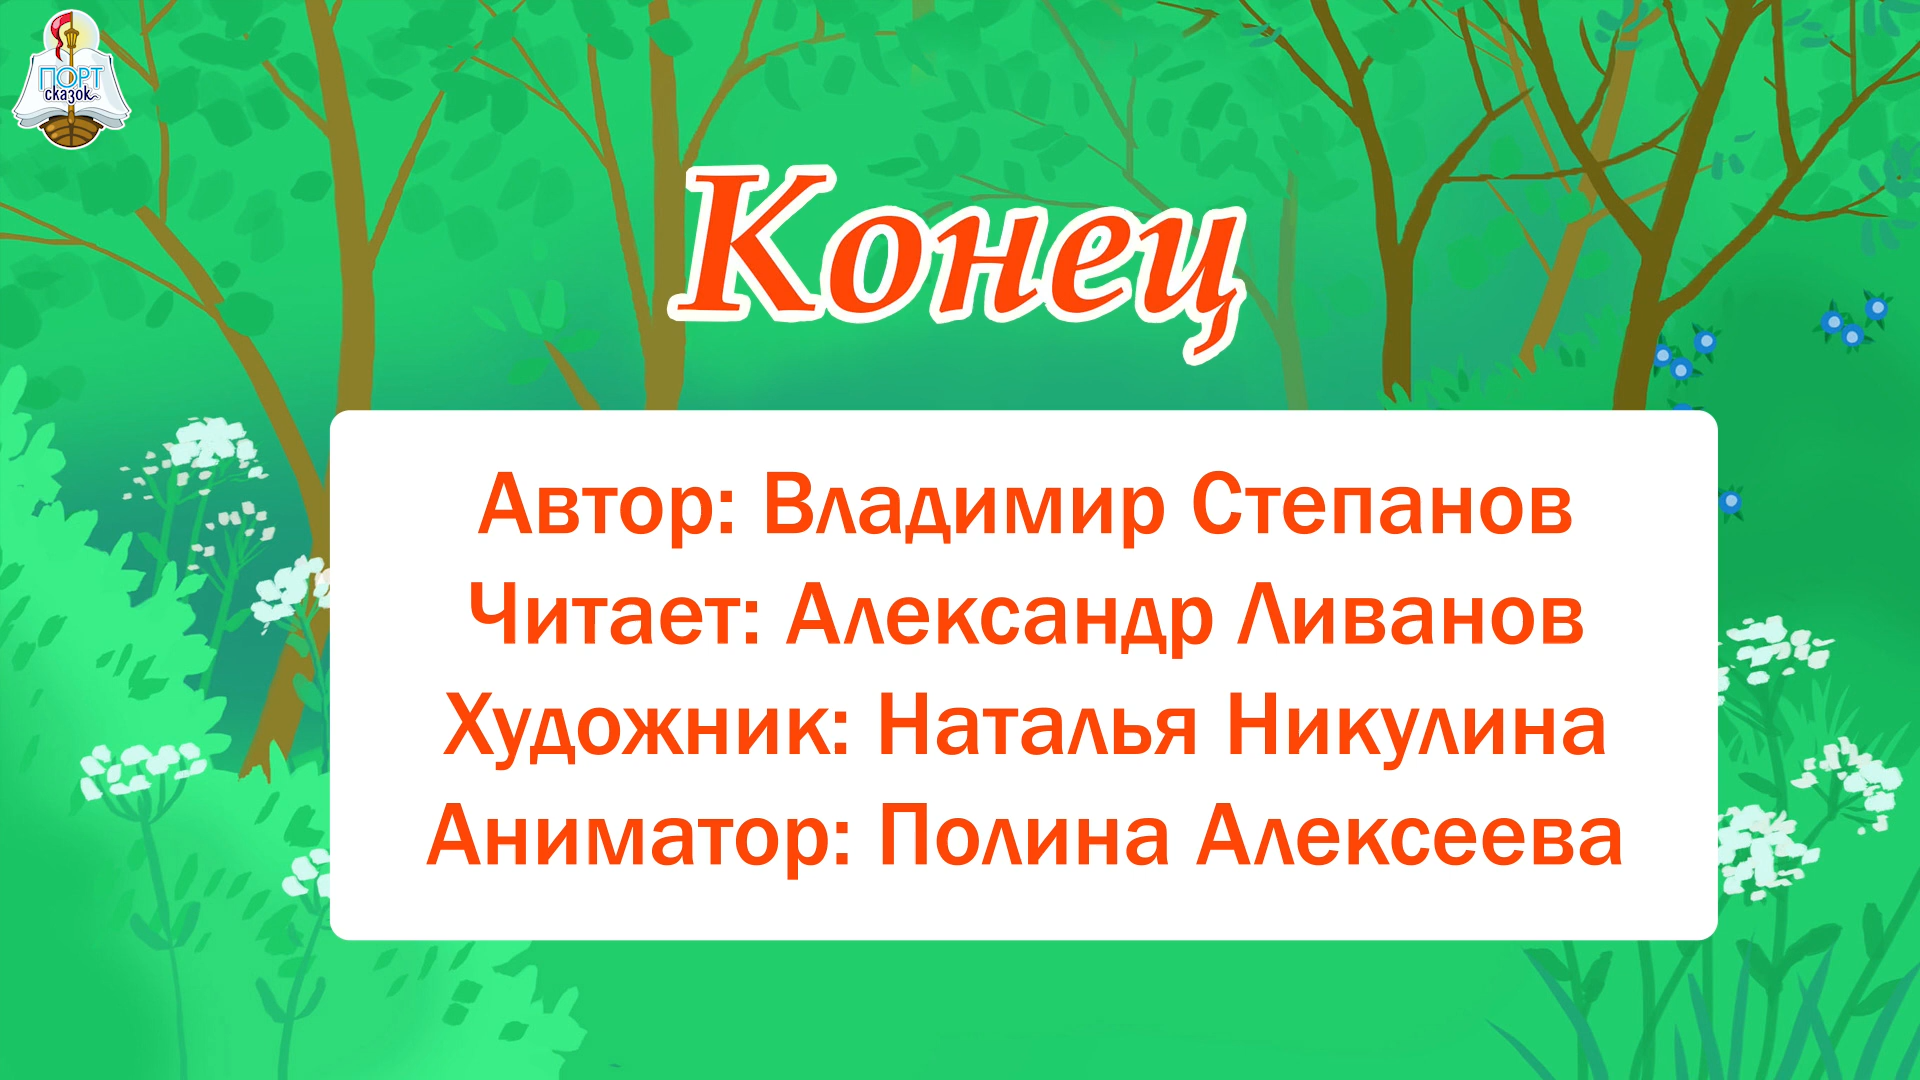 ПОРТ
сказок
Конец
Автор: Владимир Степанов
Читает: Александр Ливанов
Художник: Наталья Никулина
Аниматор: Полина Алексеева